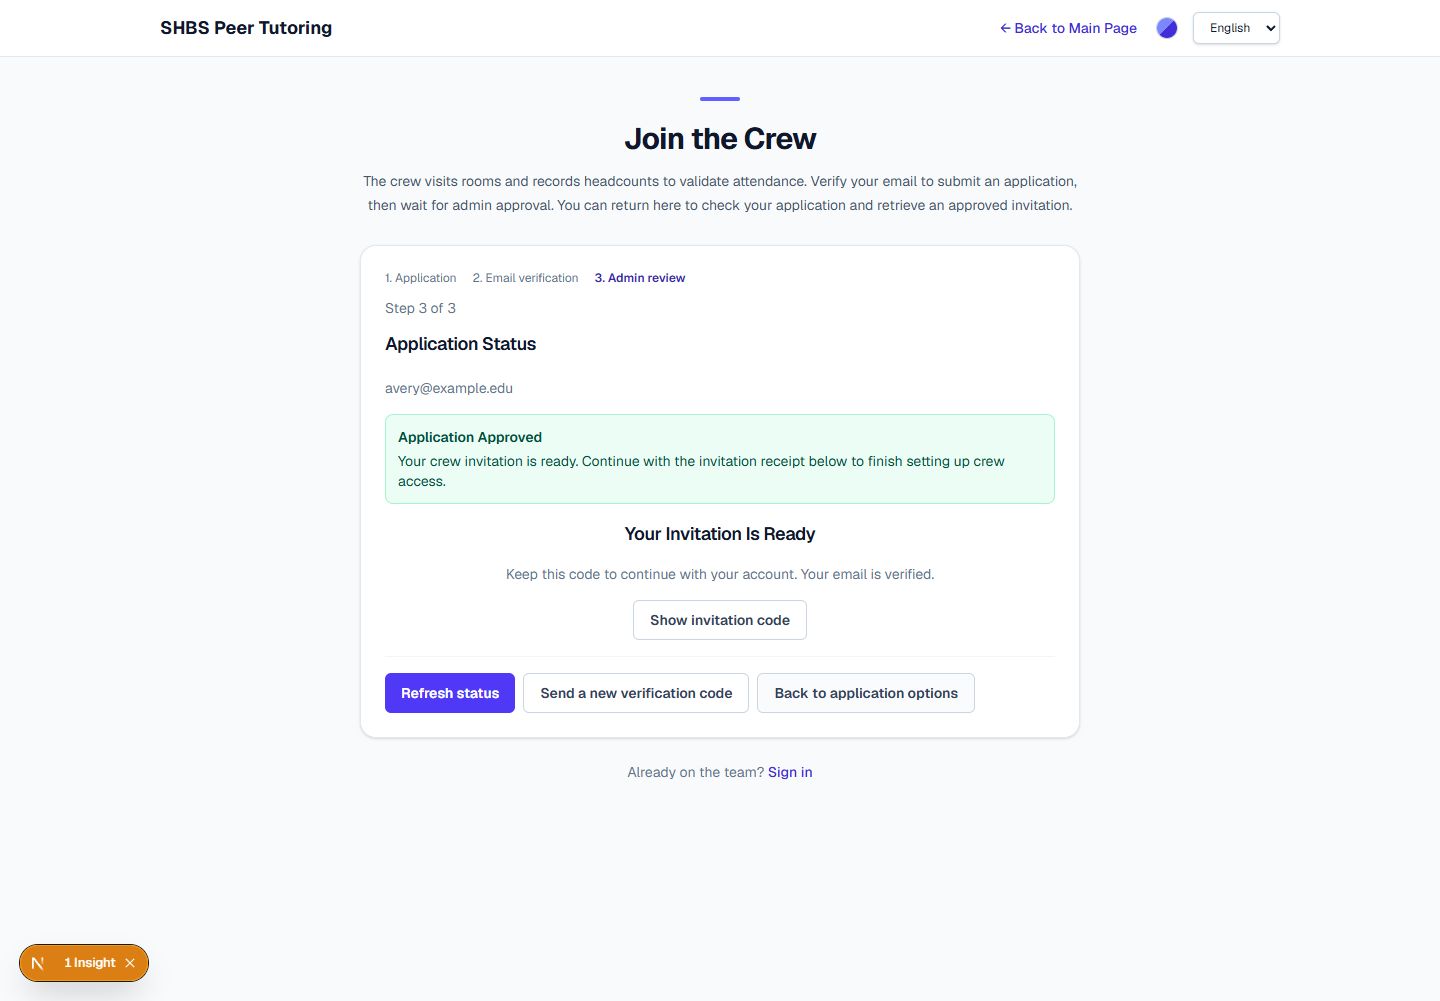 SHBS Peer Tutoring
← Back to Main Page
English
Join the Crew
The crew visits rooms and records headcounts to validate attendance. Verify your email to submit an application,
then wait for admin approval. You can return here to check your application and retrieve an approved invitation.
1. Application 2. Email verification 3. Admin review
Step 3 of 3
Application Status
avery@example.edu
Application Approved
Your crew invitation is ready. Continue with the invitation receipt below to finish setting up crew
access.
Your Invitation Is Ready
Keep this code to continue with your account. Your email is verified.
Show invitation code
Refresh status
Send a new verification code
Back to application options
Already on the team? Sign in
N 1 Insight